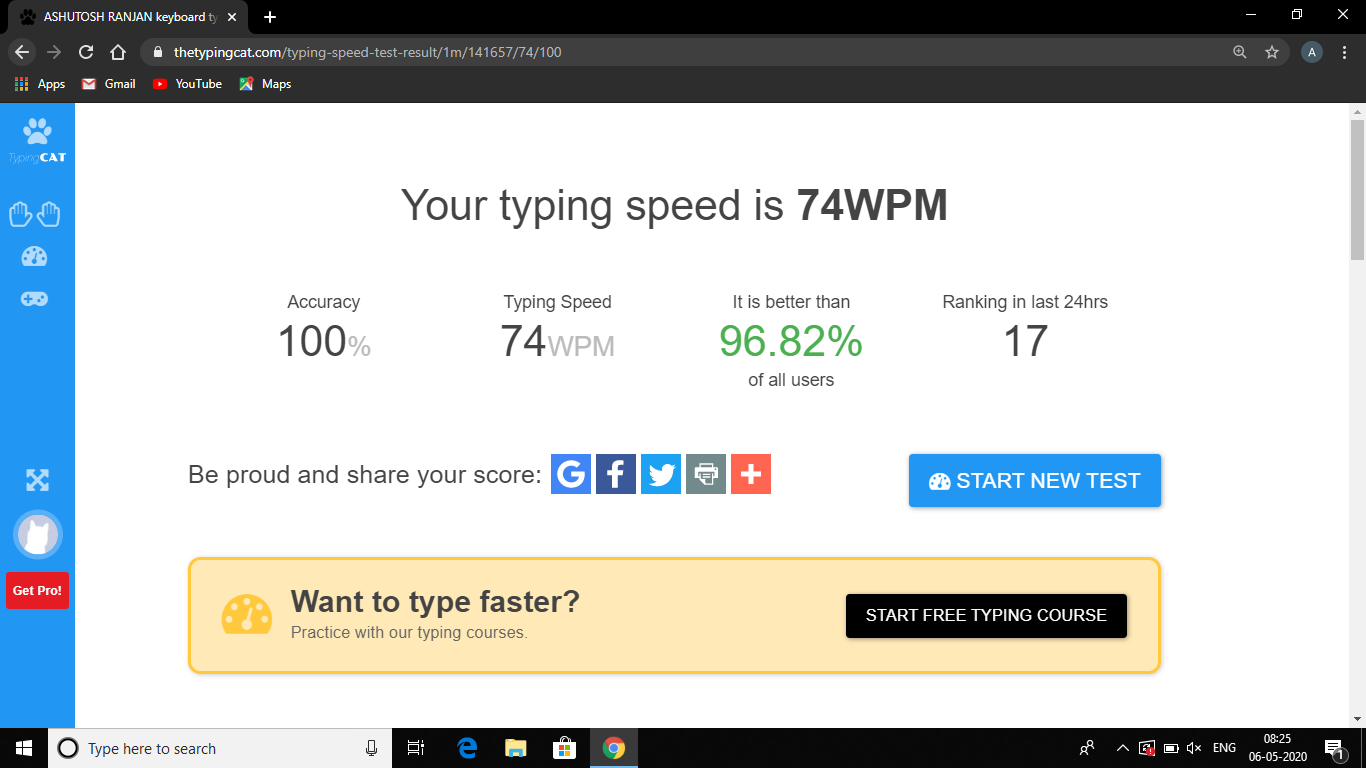 ASHUTOSH RANJAN keyboard ty
thetypingcat.com/typing-speed-test-result/1m/141657/74/100
A
Apps Gmail YouTube Maps
TypingCAT
Your typing speed is 74WPM
Accuracy
100%
Typing Speed
74WPM
It is better than
96.82%
of all users
Ranking in last 24hrs
17
Be proud and share your score:
START NEW TEST
Get Pro!
Want to type faster?
Practice with our typing courses.
START FREE TYPING COURSE
Type here to search
ENG
08:25
06-05-2020
1